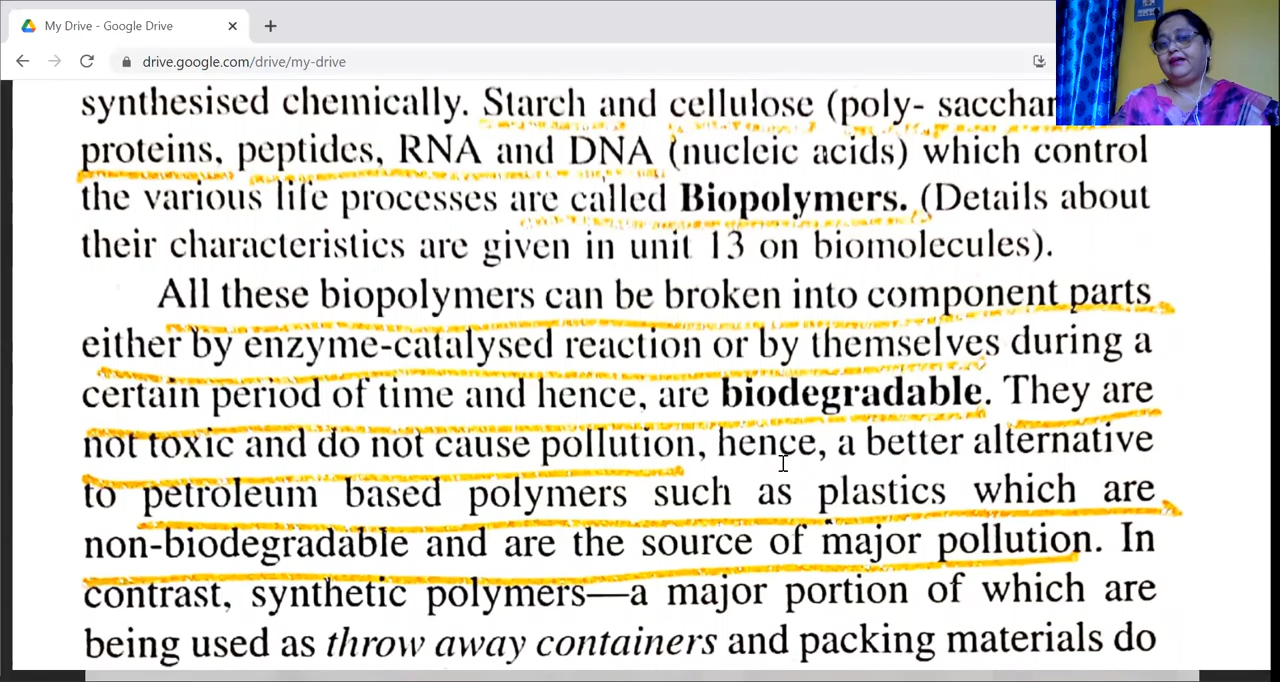 My Drive - Google Drive
drive.google.com/drive/my-drive
synthesised chemically. Starch and cellulose (poly- sacchar
proteins, peptides, RNA and DNA (nucleic acids) which control
the various life processes are called Biopolymers. (Details about
their characteristics are given in unit 13 on biomolecules).
All these biopolymers can be broken into component parts
either by enzyme-catalysed reaction or by themselves during a
certain period of time and hence, are biodegradable. They are
not toxic and do not cause pollution, hence, a better alternative
to petroleum based polymers such as plastics which are
non-biodegradable and are the source of major pollution. In
contrast, synthetic polymers—a major portion of which are
being used as throw away containers and packing materials do